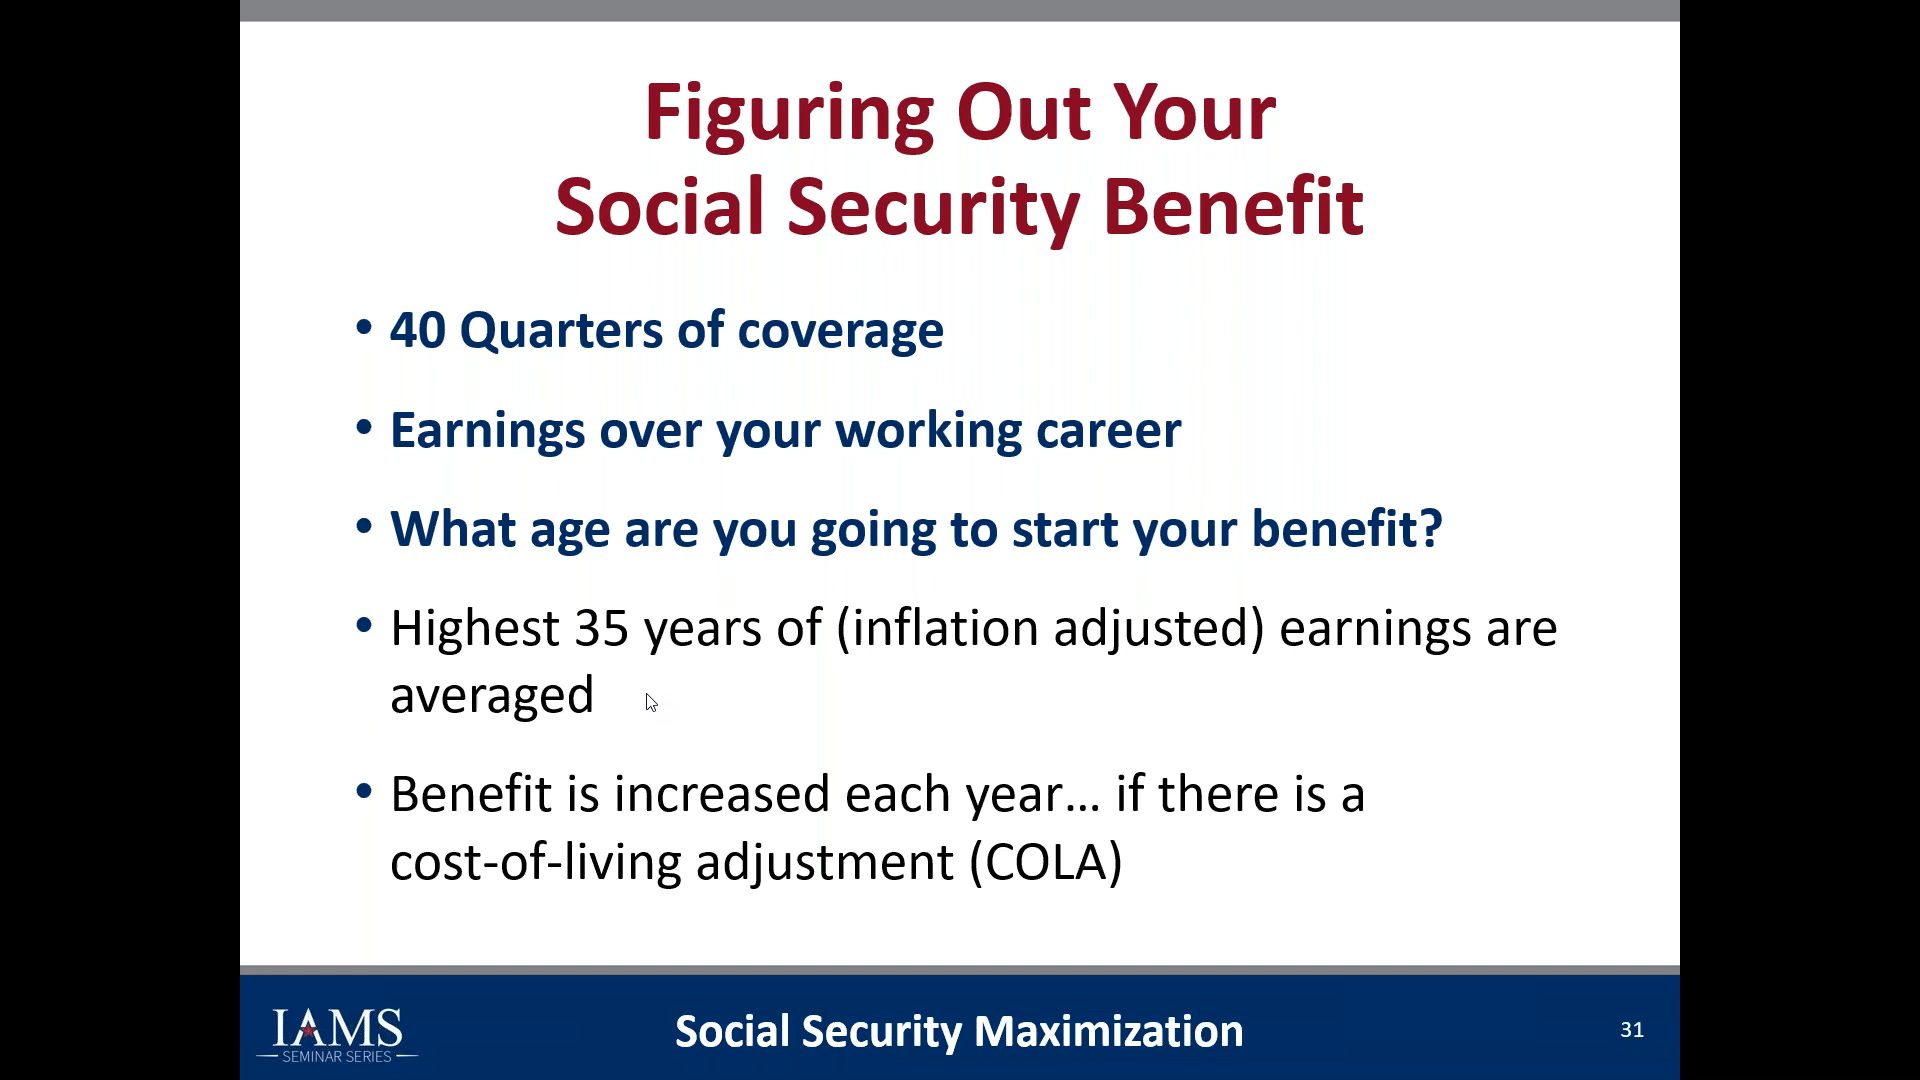 Figuring Out Your
Social Security Benefit
• 40 Quarters of coverage
• Earnings over your working career
• What age are you going to start your benefit?
• Highest 35 years of (inflation adjusted) earnings are
averaged
• Benefit is increased each year... if there is a
cost-of-living adjustment (COLA)
IAMS
SEMINAR SERIES
Social Security Maximization
31